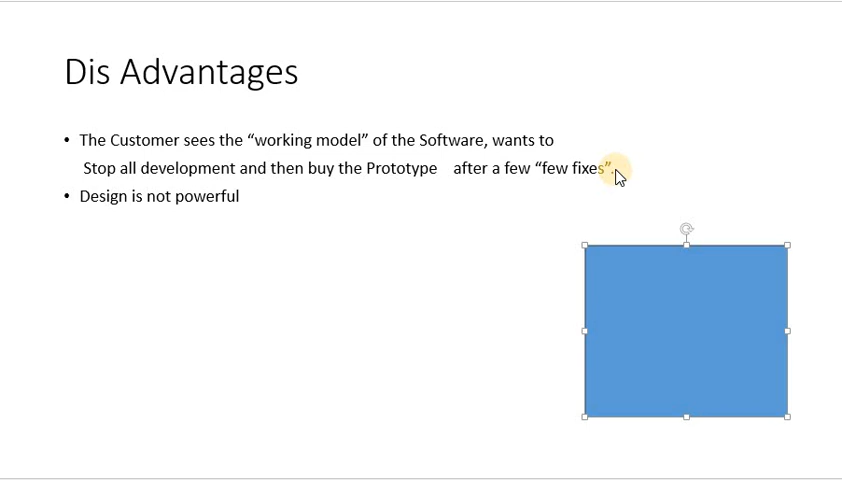 Dis Advantages
• The Customer sees the “working model” of the Software, wants to
Stop all development and then buy the Prototype after a few “few fixes”.
• Design is not powerful